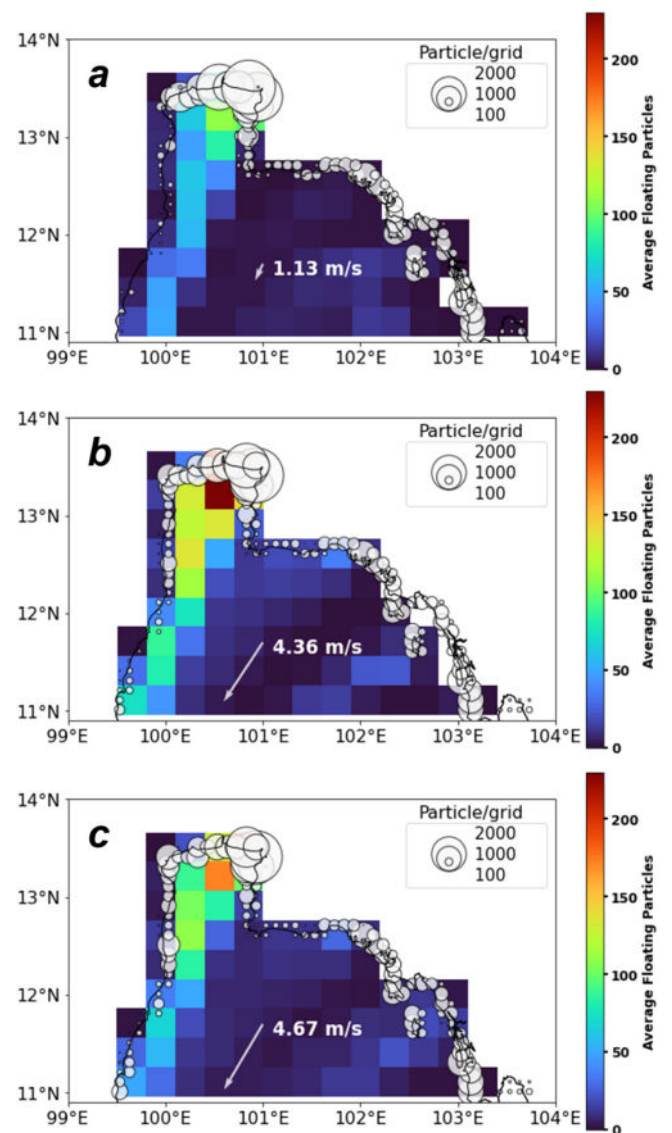 a
14°N
13°N
12°N
11°N
99°E
100°E
101°E
102°E
103°E
104°E
Particle/grid
2000
1000
100
1.13 m/s
200
150
100
50
0
Average Floating Particles
b
14°N
13°N
12°N
11°N
99°E
100°E
101°E
102°E
103°E
104°E
Particle/grid
2000
1000
100
4.36 m/s
200
150
100
50
0
Average Floating Particles
c
14°N
13°N
12°N
11°N
99°E
100°E
101°E
102°E
103°E
104°E
Particle/grid
2000
1000
100
4.67 m/s
200
150
100
50
0
Average Floating Particles